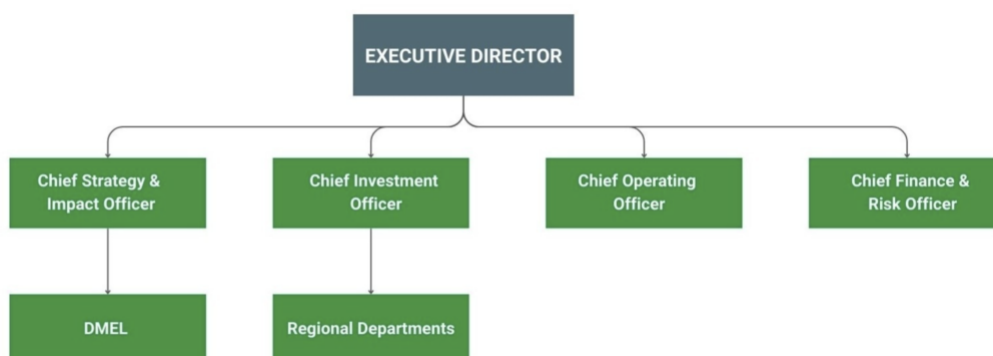 EXECUTIVE DIRECTOR
Chief Strategy &
Impact Officer
Chief Investment
Officer
Chief Operating
Officer
Chief Finance &
Risk Officer
DMEL
Regional Departments